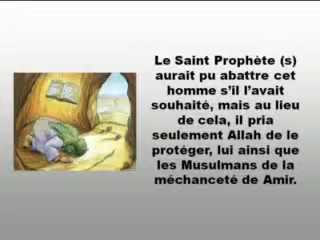 Le Saint Prophète (s)
aurait pu abattre cet
homme s'il l'avait
souhaité, mais au lieu
de cela, il pria
seulement Allah de le
protéger, lui ainsi que
les Musulmans de la
méchanceté de Amir.